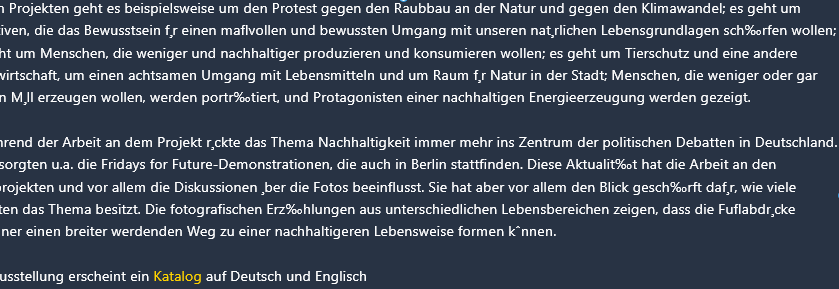 n Projekten geht es beispielsweise um den Protest gegen den Raubbau an der Natur und gegen den Klimawandel; es geht um
tiven, die das Bewusstsein f¸r einen maflvollen und bewussten Umgang mit unseren nat¸rlichen Lebensgrundlagen sch‰rfen wollen;
ht um Menschen, die weniger und nachhaltiger produzieren und konsumieren wollen; es geht um Tierschutz und eine andere
wirtschaft, um einen achtsamen Umgang mit Lebensmitteln und um Raum f¸r Natur in der Stadt; Menschen, die weniger oder gar
n M¸ll erzeugen wollen, werden portr‰tiert, und Protagonisten einer nachhaltigen Energieerzeugung werden gezeigt.
hrend der Arbeit an dem Projekt r¸ckte das Thema Nachhaltigkeit immer mehr ins Zentrum der politischen Debatten in Deutschland.
sorgten u.a. die Fridays for Future-Demonstrationen, die auch in Berlin stattfinden. Diese Aktualit‰t hat die Arbeit an den
projekten und vor allem die Diskussionen ¸ber die Fotos beeinflusst. Sie hat aber vor allem den Blick gesch‰rft daf¸r, wie viele
ten das Thema besitzt. Die fotografischen Erz‰hlungen aus unterschiedlichen Lebensbereichen zeigen, dass die Fuflabdr¸cke
ner einen breiter werdenden Weg zu einer nachhaltigeren Lebensweise formen kˆnnen.
usstellung erscheint ein Katalog auf Deutsch und Englisch